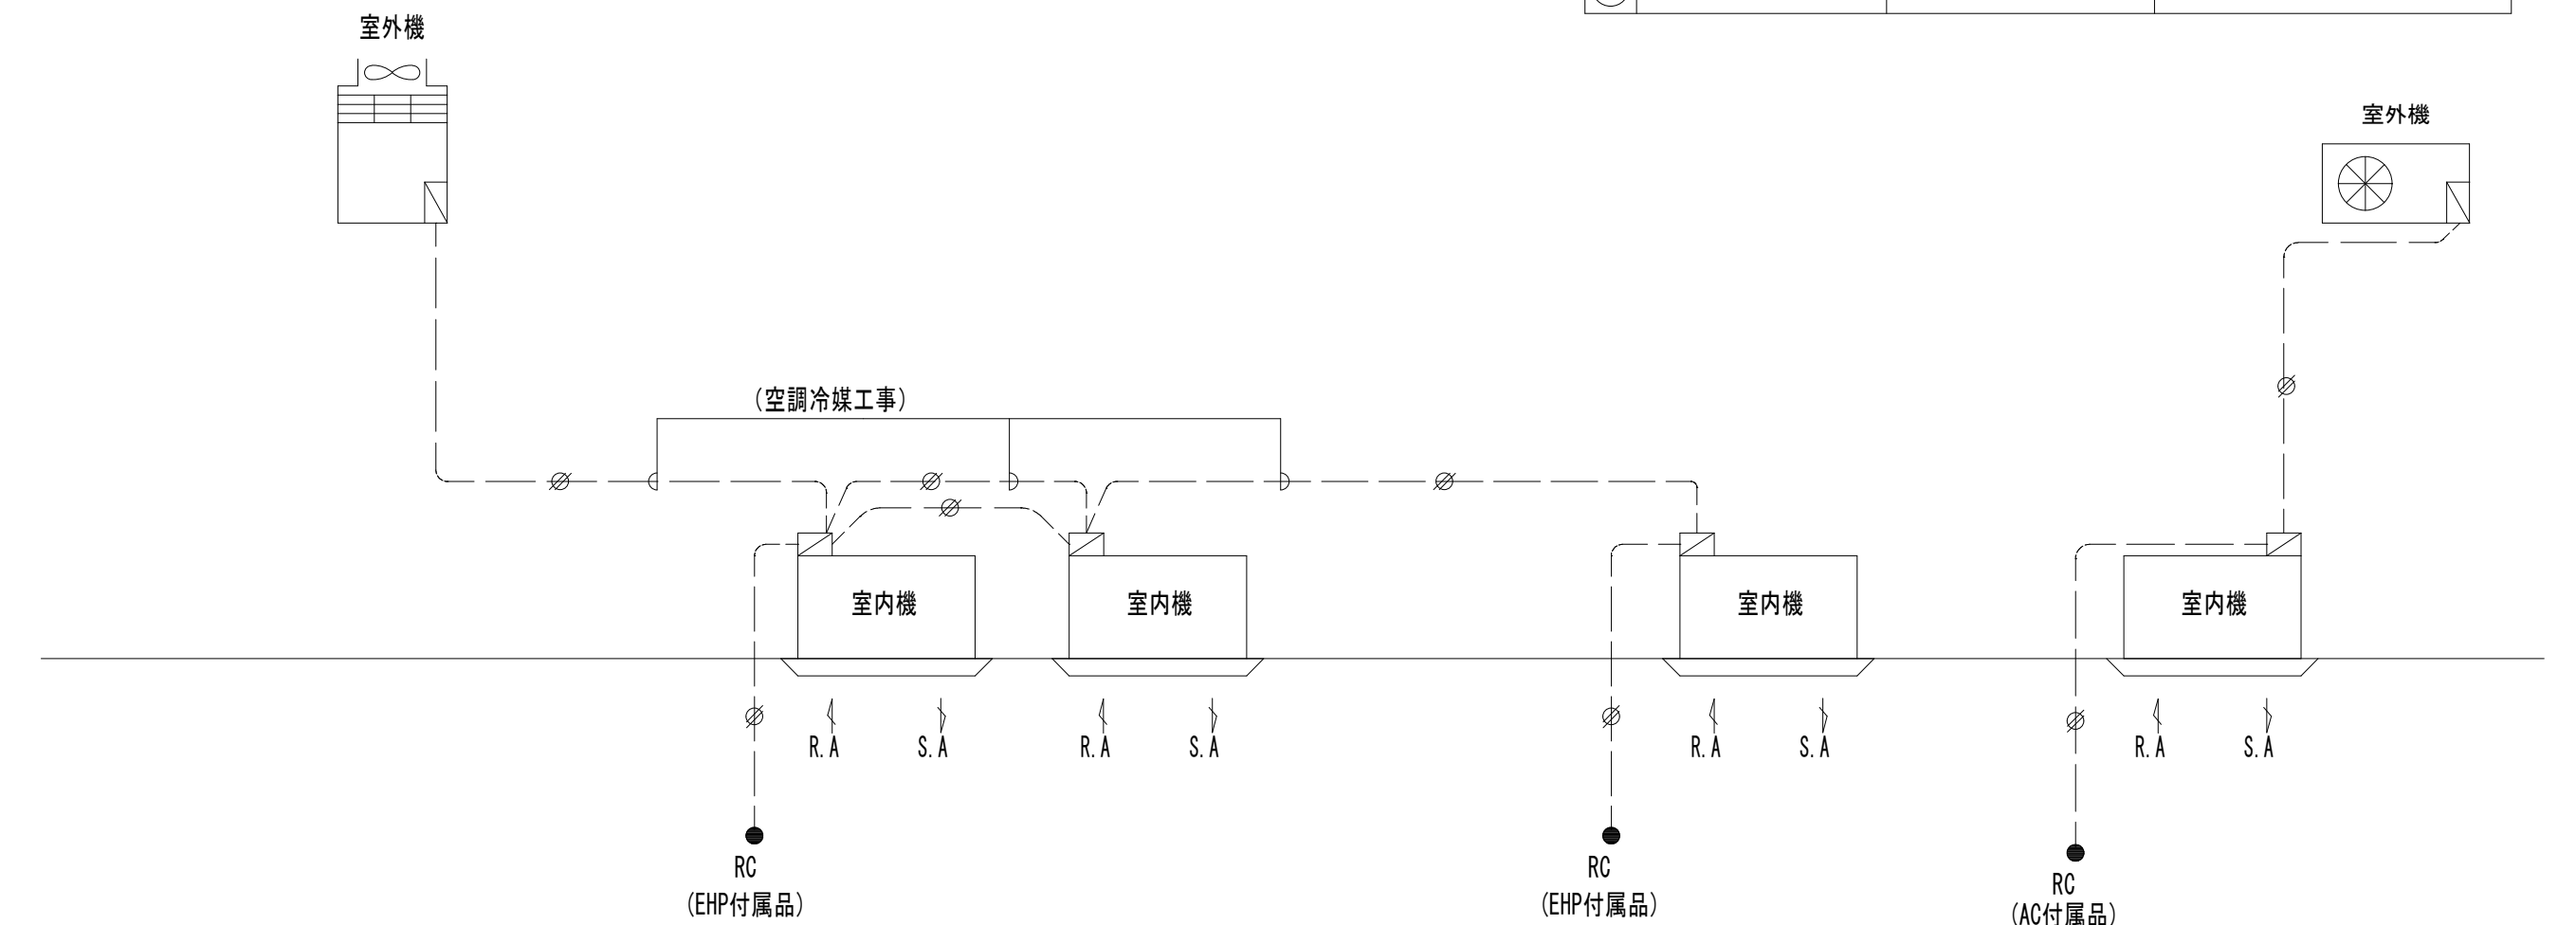 室外機
室外機
(空調冷媒工事)
室内機
室内機
室内機
室内機
R.A
S.A
R.A
S.A
R.A
S.A
R.A
S.A
RC
(EHP付属品)
RC
(EHP付属品)
RC
(AC付属品)